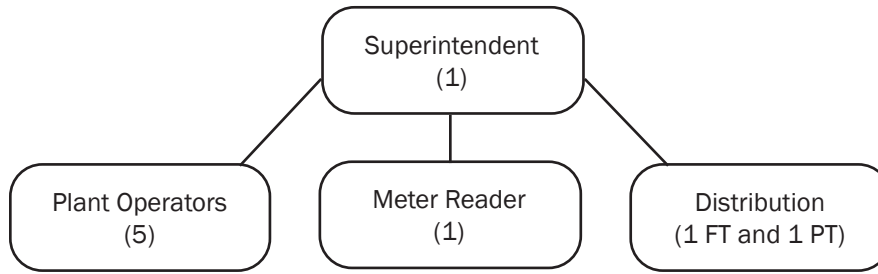 Superintendent
(1)
Plant Operators
(5)
Meter Reader
(1)
Distribution
(1 FT and 1 PT)